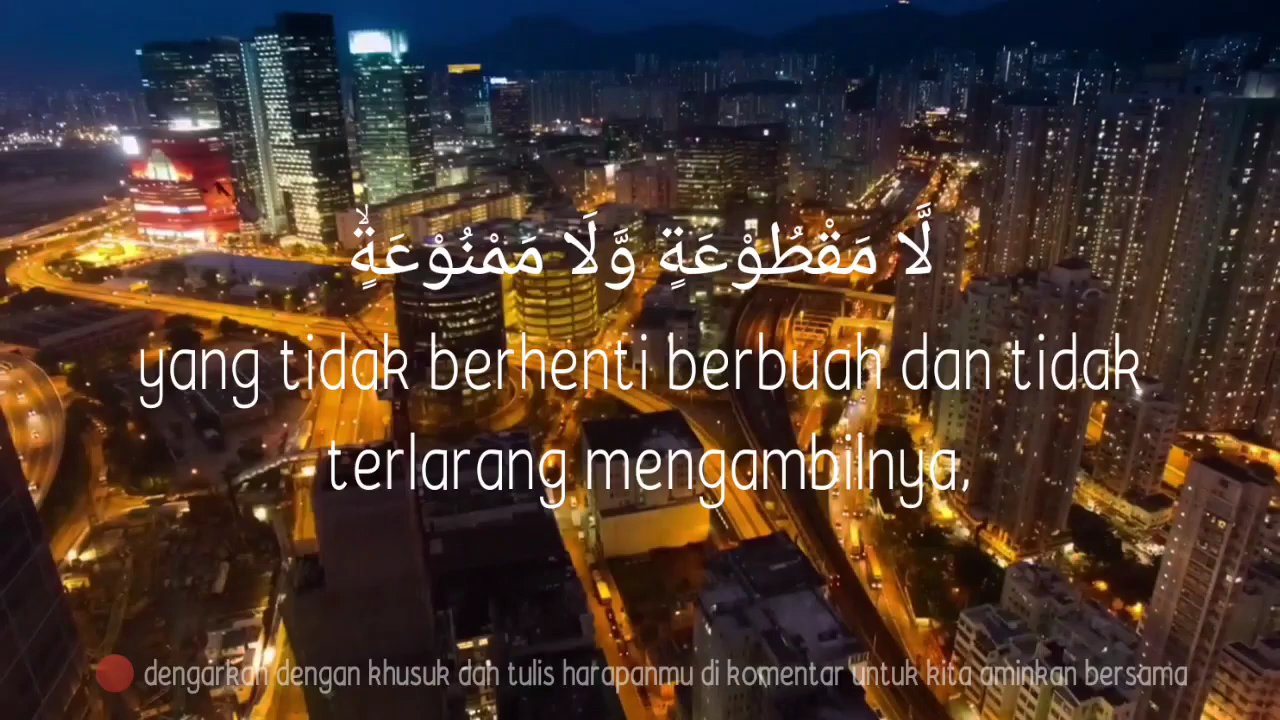 لَّا مَقْطُوْعَةٍ وَّلَا مَمْنُوْعَةٍۙ
yang tidak berhenti berbuah dan tidak
terlarang mengambilnya,
dengarkan dengan khusuk dan tulis harapanmu di komentar untuk kita aminkan bersama